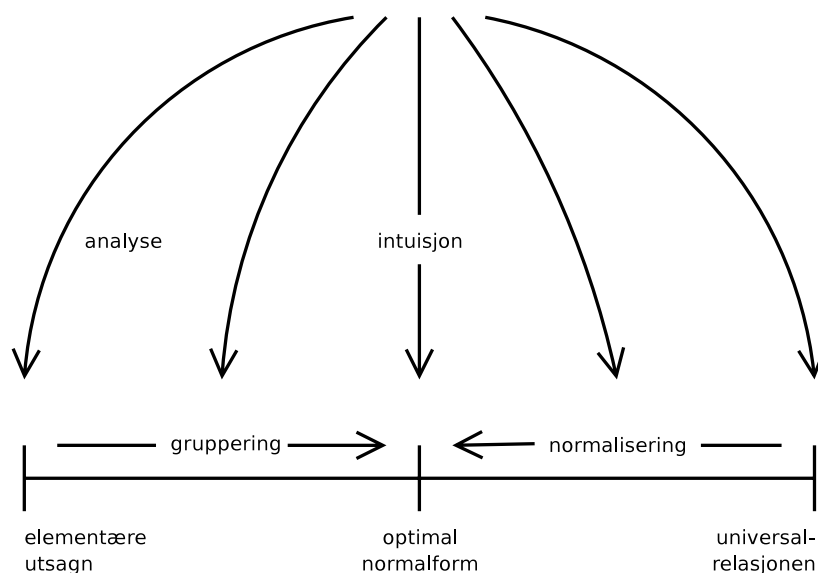 analyse
intuisjon
gruppering
normalisering
elementære
utsagn
optimal
normalform
universal-
relasjonen